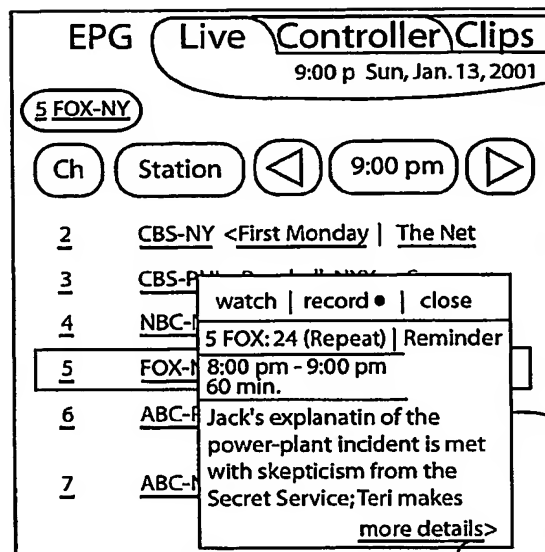 EPG Live Controller Clips
9:00 p Sun, Jan. 13, 2001
5 FOX-NY
Ch Station 9:00 pm
2 CBS-NY <First Monday | The Net
3
4
5
6
7
watch | record • | close
5 FOX: 24 (Repeat) | Reminder
8:00 pm - 9:00 pm
60 min.
Jack's explanatin of the
power-plant incident is met
with skepticism from the
Secret Service; Teri makes
more details>